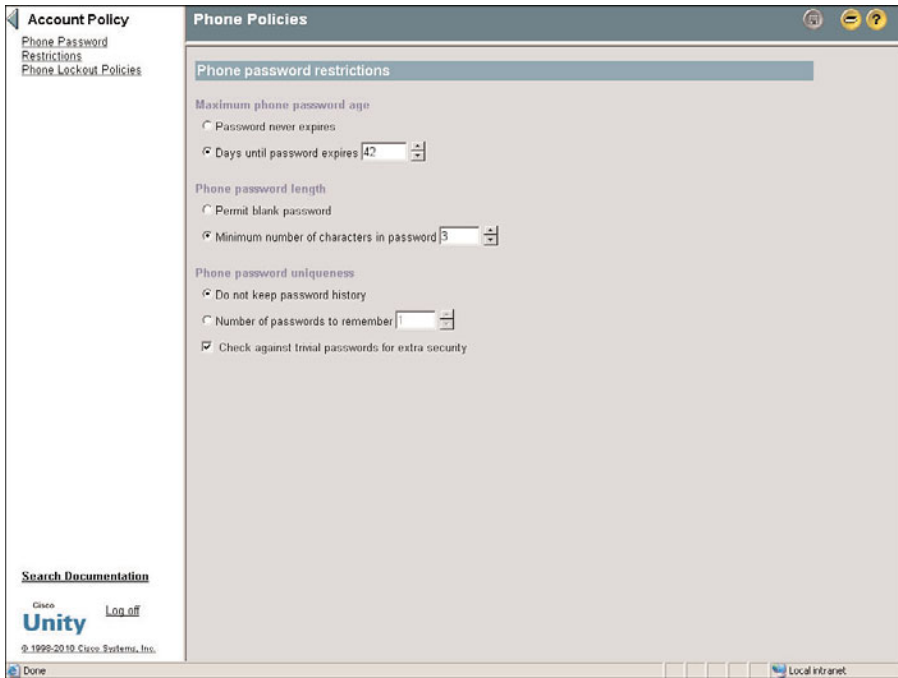 Account Policy
Phone Password
Restrictions
Phone Lockout Policies
Search Documentation
Cisco
Unity
Log off
© 1998-2010 Cisco Systems, Inc.
Phone Policies
?
Phone password restrictions
Maximum phone password age
Password never expires
Days until password expires 42
Phone password length
Permit blank password
Minimum number of characters in password 3
Phone password uniqueness
Do not keep password history
Number of passwords to remember 1
Check against trivial passwords for extra security
Done
Local intranet